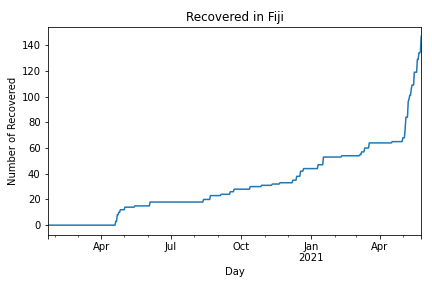 Recovered in Fiji
Number of Recovered
140
120
100
80
60
40
20
0
Apr
Jul
Oct
Jan
2021
Apr
Day